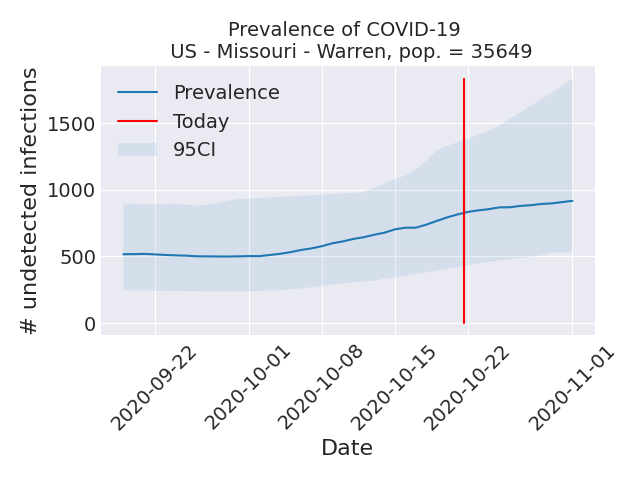 Prevalence of COVID-19
US - Missouri - Warren, pop. = 35649
Prevalence
Today
95CI
# undetected infections
1500
1000
500
0
2020-09-22
2020-10-01
2020-10-08
2020-10-15
2020-10-22
2020-11-01
Date